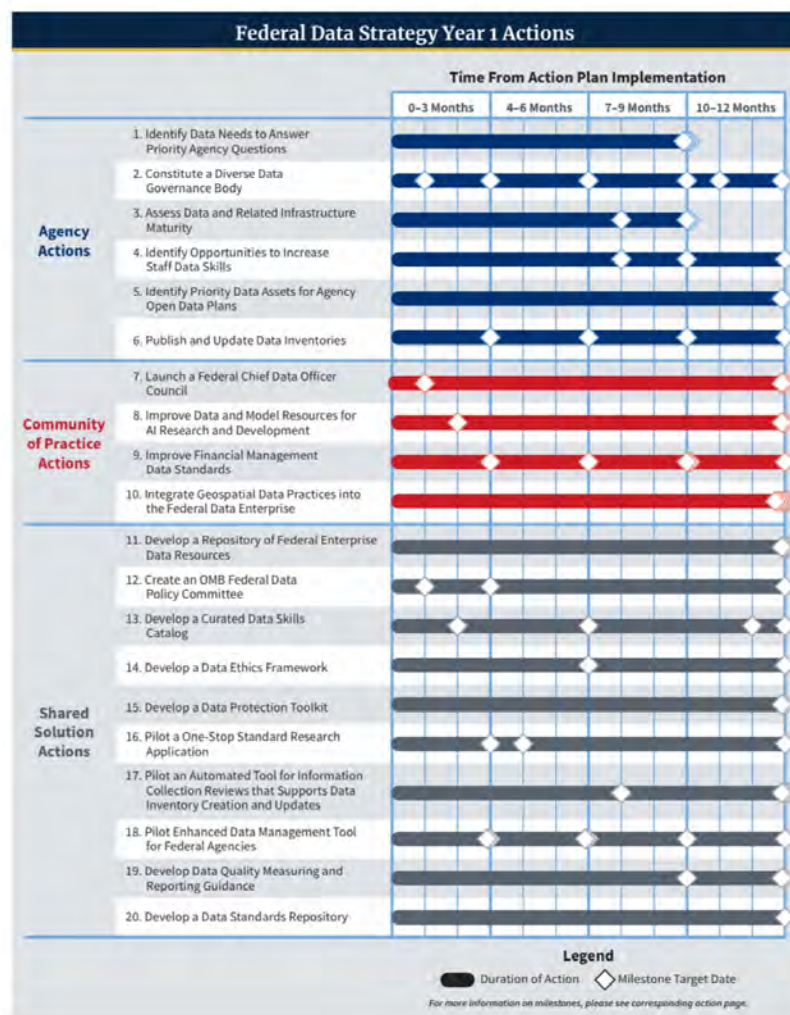 Federal Data Strategy Year 1 Actions
Time From Action Plan Implementation
0–3 Months
4–6 Months
7–9 Months
10–12 Months
Agency
Actions
1. Identify Data Needs to Answer
Priority Agency Questions
2. Constitute a Diverse Data
Governance Body
3. Assess Data and Related Infrastructure
Maturity
4. Identify Opportunities to Increase
Staff Data Skills
5. Identify Priority Data Assets for Agency
Open Data Plans
6. Publish and Update Data Inventories
Community
of Practice
Actions
7. Launch a Federal Chief Data Officer
Council
8. Improve Data and Model Resources for
AI Research and Development
9. Improve Financial Management
Data Standards
10. Integrate Geospatial Data Practices into
the Federal Data Enterprise
Shared
Solution
Actions
11. Develop a Repository of Federal Enterprise
Data Resources
12. Create an OMB Federal Data
Policy Committee
13. Develop a Curated Data Skills
Catalog
14. Develop a Data Ethics Framework
15. Develop a Data Protection Toolkit
16. Pilot a One-Stop Standard Research
Application
17. Pilot an Automated Tool for Information
Collection Reviews that Supports Data
Inventory Creation and Updates
18. Pilot Enhanced Data Management Tool
for Federal Agencies
19. Develop Data Quality Measuring and
Reporting Guidance
20. Develop a Data Standards Repository
Legend
Duration of Action
Milestone Target Date
For more information on milestones, please see corresponding action page.